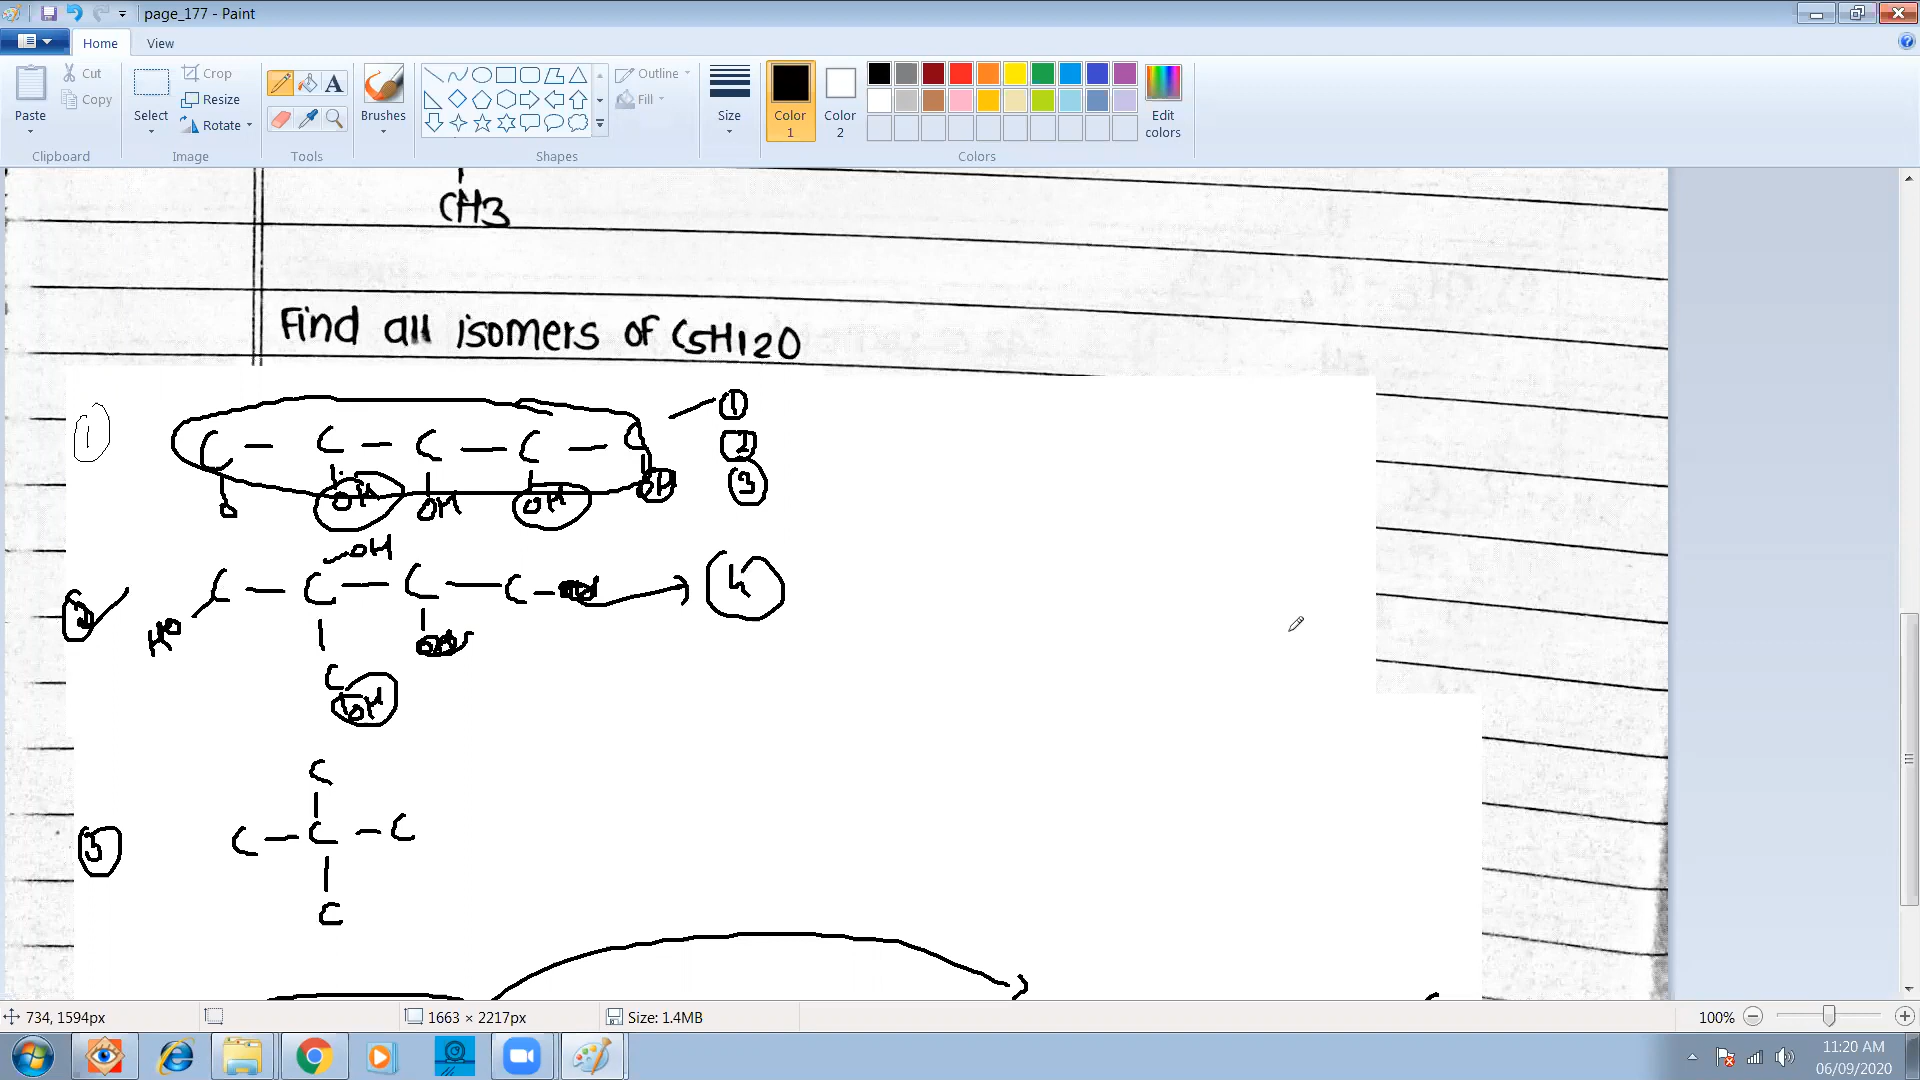 page_177 - Paint
Home View
Paste Cut Copy Clipboard
Select Crop Resize Rotate Image
Tools
Brushes
Shapes Outline Fill
Size
Color 1 Color 2 Edit colors
Colors
CH3
Find all isomers of C5H12O
1 C — C — C — C — C 1
2
OH OH OH OH 3
OH
2 C — C — C — C 4
HO
C
OH
C
3 C — C — C
C
734, 1594px 1663 × 2217px Size: 1.4MB 100%
11:20 AM
06/09/2020